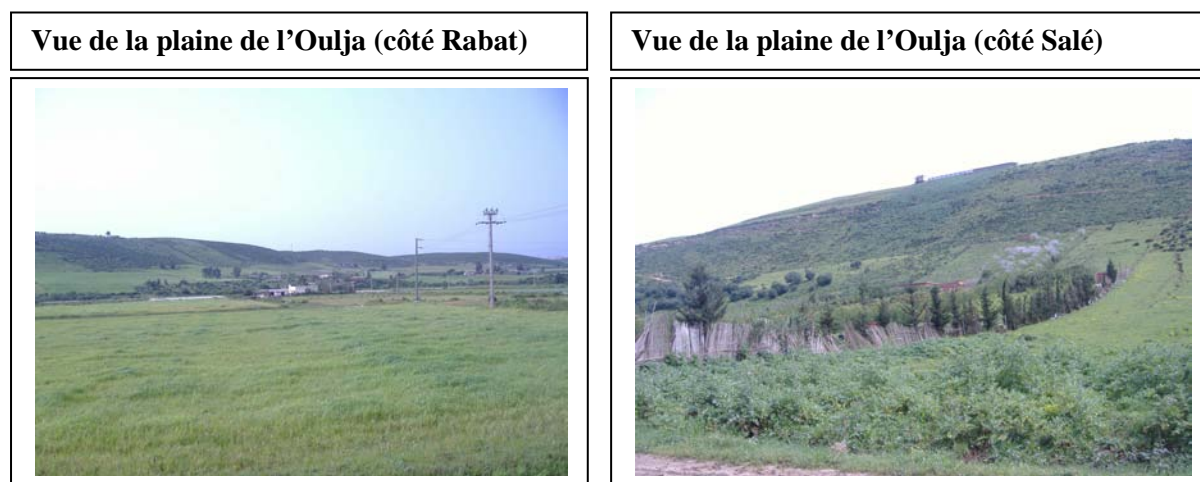 Vue de la plaine de l’Oulja (côté Rabat)
Vue de la plaine de l’Oulja (côté Salé)